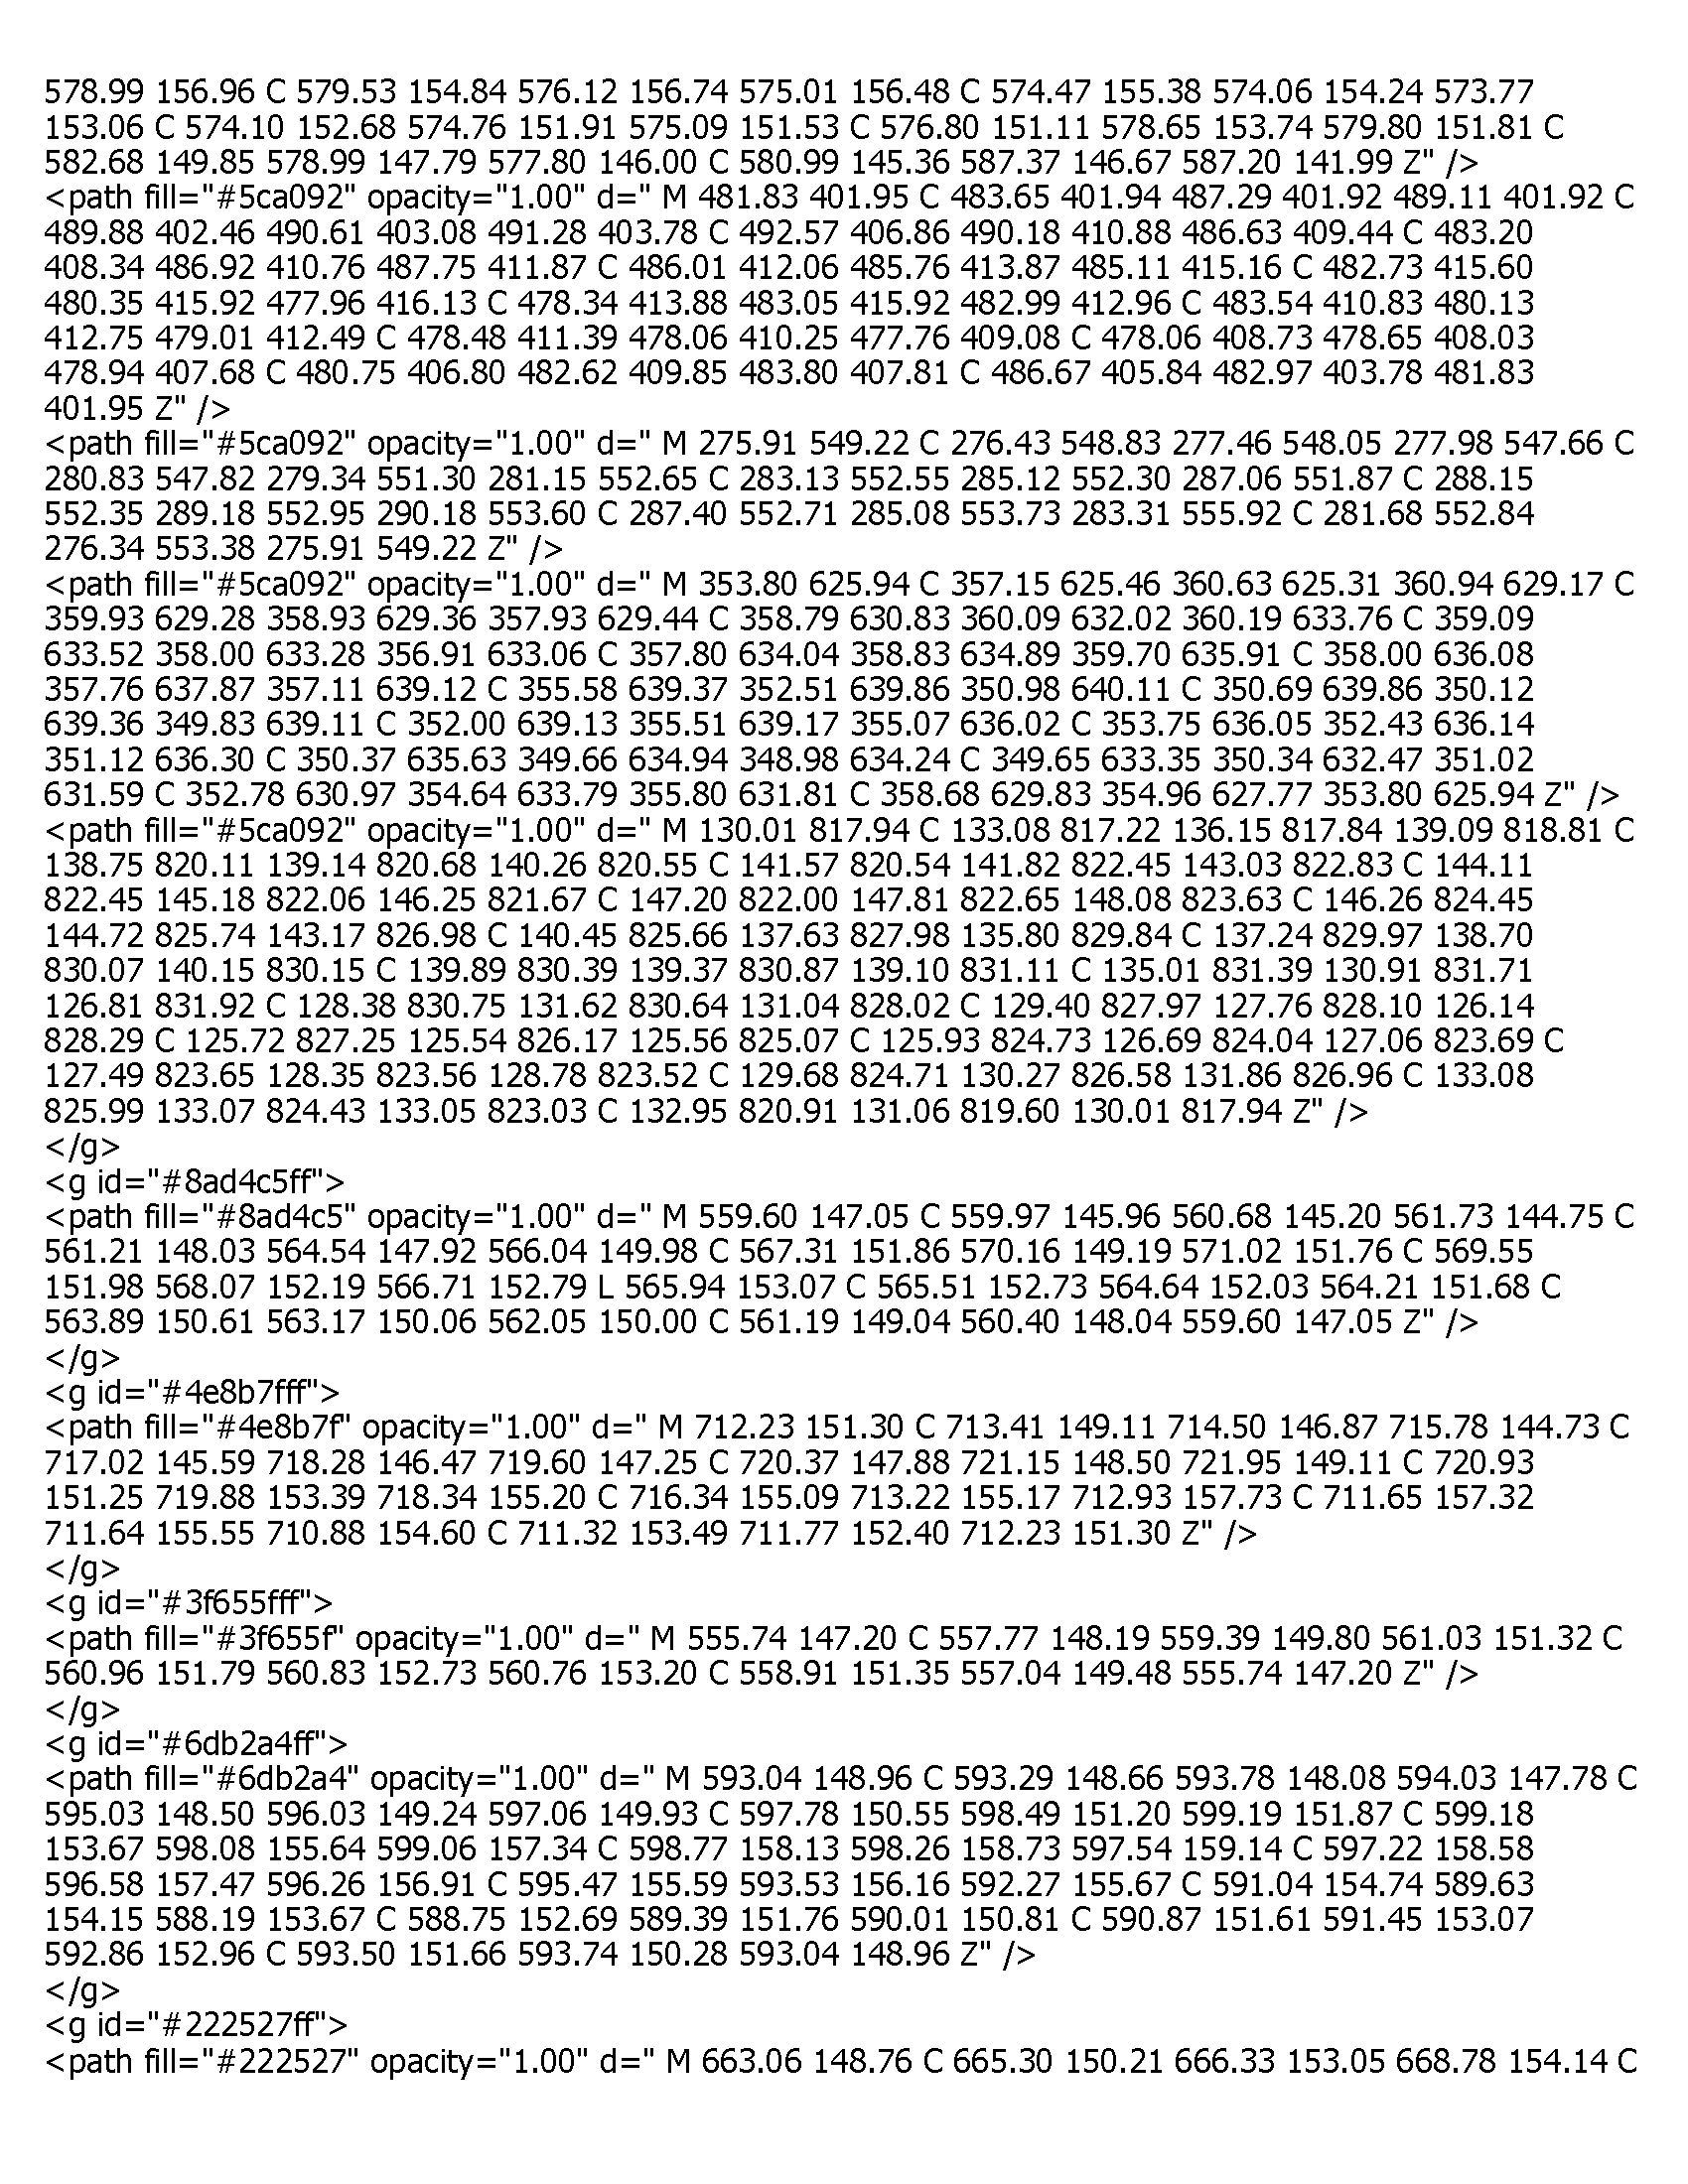 578.99 156.96 C 579.53 154.84 576.12 156.74 575.01 156.48 C 574.47 155.38 574.06 154.24 573.77
153.06 C 574.10 152.68 574.76 151.91 575.09 151.53 C 576.80 151.11 578.65 153.74 579.80 151.81 C
582.68 149.85 578.99 147.79 577.80 146.00 C 580.99 145.36 587.37 146.67 587.20 141.99 Z" />
<path fill="#5ca092" opacity="1.00" d=" M 481.83 401.95 C 483.65 401.94 487.29 401.92 489.11 401.92 C
489.88 402.46 490.61 403.08 491.28 403.78 C 492.57 406.86 490.18 410.88 486.63 409.44 C 483.20
408.34 486.92 410.76 487.75 411.87 C 486.01 412.06 485.76 413.87 485.11 415.16 C 482.73 415.60
480.35 415.92 477.96 416.13 C 478.34 413.88 483.05 415.92 482.99 412.96 C 483.54 410.83 480.13
412.75 479.01 412.49 C 478.48 411.39 478.06 410.25 477.76 409.08 C 478.06 408.73 478.65 408.03
478.94 407.68 C 480.75 406.80 482.62 409.85 483.80 407.81 C 486.67 405.84 482.97 403.78 481.83
401.95 Z" />
<path fill="#5ca092" opacity="1.00" d=" M 275.91 549.22 C 276.43 548.83 277.46 548.05 277.98 547.66 C
280.83 547.82 279.34 551.30 281.15 552.65 C 283.13 552.55 285.12 552.30 287.06 551.87 C 288.15
552.35 289.18 552.95 290.18 553.60 C 287.40 552.71 285.08 553.73 283.31 555.92 C 281.68 552.84
276.34 553.38 275.91 549.22 Z" />
<path fill="#5ca092" opacity="1.00" d=" M 353.80 625.94 C 357.15 625.46 360.63 625.31 360.94 629.17 C
359.93 629.28 358.93 629.36 357.93 629.44 C 358.79 630.83 360.09 632.02 360.19 633.76 C 359.09
633.52 358.00 633.28 356.91 633.06 C 357.80 634.04 358.83 634.89 359.70 635.91 C 358.00 636.08
357.76 637.87 357.11 639.12 C 355.58 639.37 352.51 639.86 350.98 640.11 C 350.69 639.86 350.12
639.36 349.83 639.11 C 352.00 639.13 355.51 639.17 355.07 636.02 C 353.75 636.05 352.43 636.14
351.12 636.30 C 350.37 635.63 349.66 634.94 348.98 634.24 C 349.65 633.35 350.34 632.47 351.02
631.59 C 352.78 630.97 354.64 633.79 355.80 631.81 C 358.68 629.83 354.96 627.77 353.80 625.94 Z" />
<path fill="#5ca092" opacity="1.00" d=" M 130.01 817.94 C 133.08 817.22 136.15 817.84 139.09 818.81 C
138.75 820.11 139.14 820.68 140.26 820.55 C 141.57 820.54 141.82 822.45 143.03 822.83 C 144.11
822.45 145.18 822.06 146.25 821.67 C 147.20 822.00 147.81 822.65 148.08 823.63 C 146.26 824.45
144.72 825.74 143.17 826.98 C 140.45 825.66 137.63 827.98 135.80 829.84 C 137.24 829.97 138.70
830.07 140.15 830.15 C 139.89 830.39 139.37 830.87 139.10 831.11 C 135.01 831.39 130.91 831.71
126.81 831.92 C 128.38 830.75 131.62 830.64 131.04 828.02 C 129.40 827.97 127.76 828.10 126.14
828.29 C 125.72 827.25 125.54 826.17 125.56 825.07 C 125.93 824.73 126.69 824.04 127.06 823.69 C
127.49 823.65 128.35 823.56 128.78 823.52 C 129.68 824.71 130.27 826.58 131.86 826.96 C 133.08
825.99 133.07 824.43 133.05 823.03 C 132.95 820.91 131.06 819.60 130.01 817.94 Z" />
</g>
<g id="#8ad4c5ff">
<path fill="#8ad4c5" opacity="1.00" d=" M 559.60 147.05 C 559.97 145.96 560.68 145.20 561.73 144.75 C
561.21 148.03 564.54 147.92 566.04 149.98 C 567.31 151.86 570.16 149.19 571.02 151.76 C 569.55
151.98 568.07 152.19 566.71 152.79 L 565.94 153.07 C 565.51 152.73 564.64 152.03 564.21 151.68 C
563.89 150.61 563.17 150.06 562.05 150.00 C 561.19 149.04 560.40 148.04 559.60 147.05 Z" />
</g>
<g id="#4e8b7fff">
<path fill="#4e8b7f" opacity="1.00" d=" M 712.23 151.30 C 713.41 149.11 714.50 146.87 715.78 144.73 C
717.02 145.59 718.28 146.47 719.60 147.25 C 720.37 147.88 721.15 148.50 721.95 149.11 C 720.93
151.25 719.88 153.39 718.34 155.20 C 716.34 155.09 713.22 155.17 712.93 157.73 C 711.65 157.32
711.64 155.55 710.88 154.60 C 711.32 153.49 711.77 152.40 712.23 151.30 Z" />
</g>
<g id="#3f655fff">
<path fill="#3f655f" opacity="1.00" d=" M 555.74 147.20 C 557.77 148.19 559.39 149.80 561.03 151.32 C
560.96 151.79 560.83 152.73 560.76 153.20 C 558.91 151.35 557.04 149.48 555.74 147.20 Z" />
</g>
<g id="#6db2a4ff">
<path fill="#6db2a4" opacity="1.00" d=" M 593.04 148.96 C 593.29 148.66 593.78 148.08 594.03 147.78 C
595.03 148.50 596.03 149.24 597.06 149.93 C 597.78 150.55 598.49 151.20 599.19 151.87 C 599.18
153.67 598.08 155.64 599.06 157.34 C 598.77 158.13 598.26 158.73 597.54 159.14 C 597.22 158.58
596.58 157.47 596.26 156.91 C 595.47 155.59 593.53 156.16 592.27 155.67 C 591.04 154.74 589.63
154.15 588.19 153.67 C 588.75 152.69 589.39 151.76 590.01 150.81 C 590.87 151.61 591.45 153.07
592.86 152.96 C 593.50 151.66 593.74 150.28 593.04 148.96 Z" />
</g>
<g id="#222527ff">
<path fill="#222527" opacity="1.00" d=" M 663.06 148.76 C 665.30 150.21 666.33 153.05 668.78 154.14 C